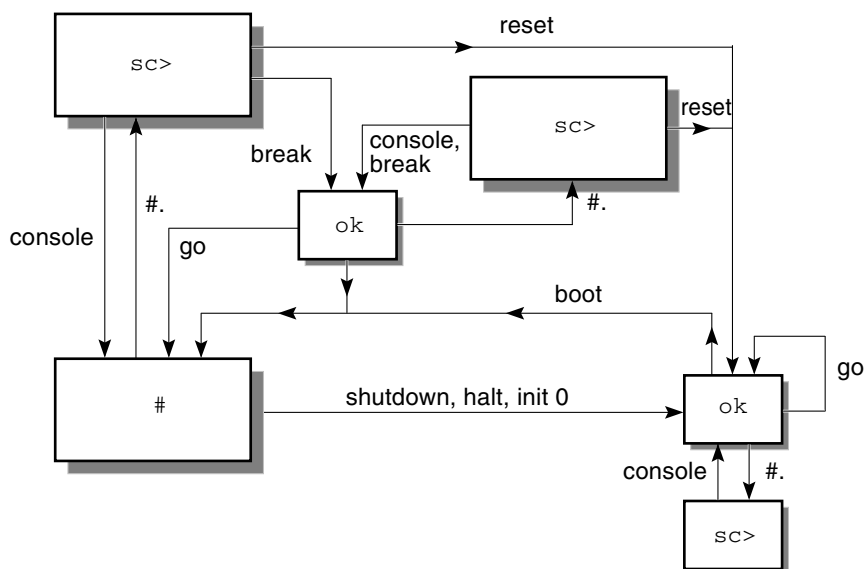 reset
sc>
sc>
reset
console,
break
break
#.
#.
ok
console
go
boot
go
#
shutdown, halt, init 0
ok
console
#.
sc>